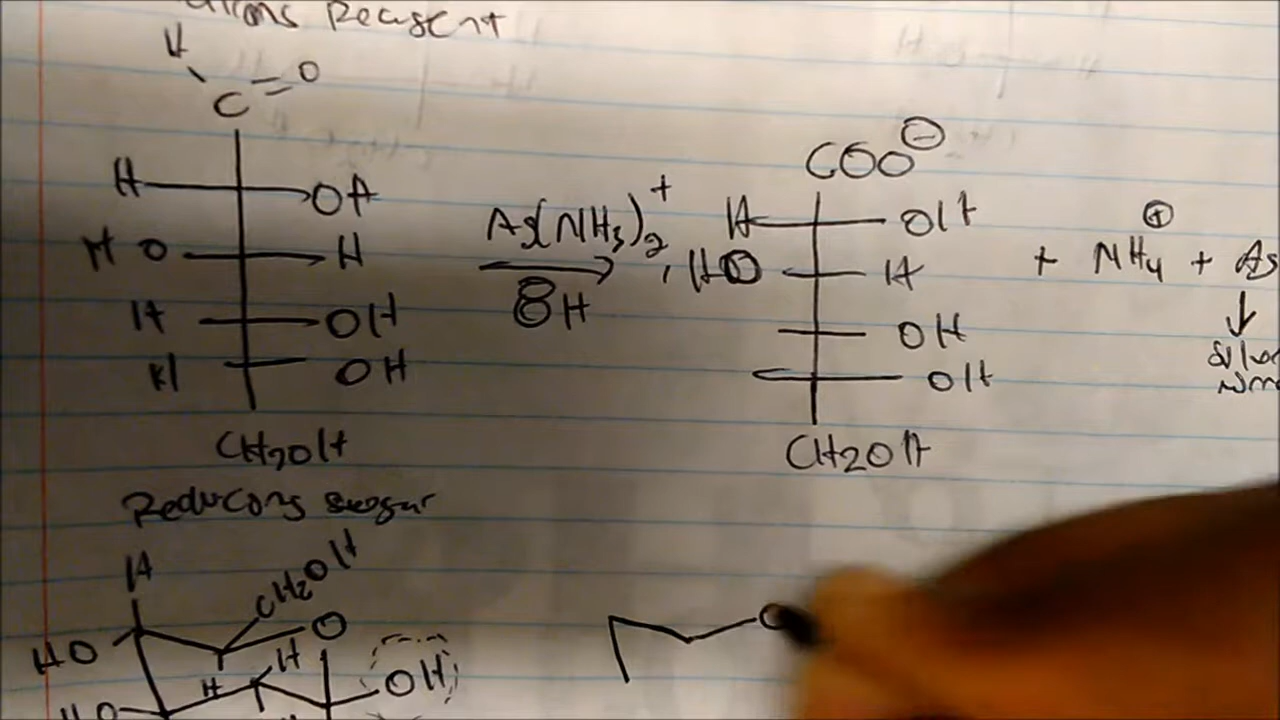 Reagent
H
C = O
H OH
HO H
H OH
H OH
CH2OH
Ag(NH3)2+
, OH
COO⊖
H OH
HO H
OH
OH
CH2OH
+ NH4⊕ + Ag
Reducing sugar
H
CH2OH
HO O
H H
OH
HO
O